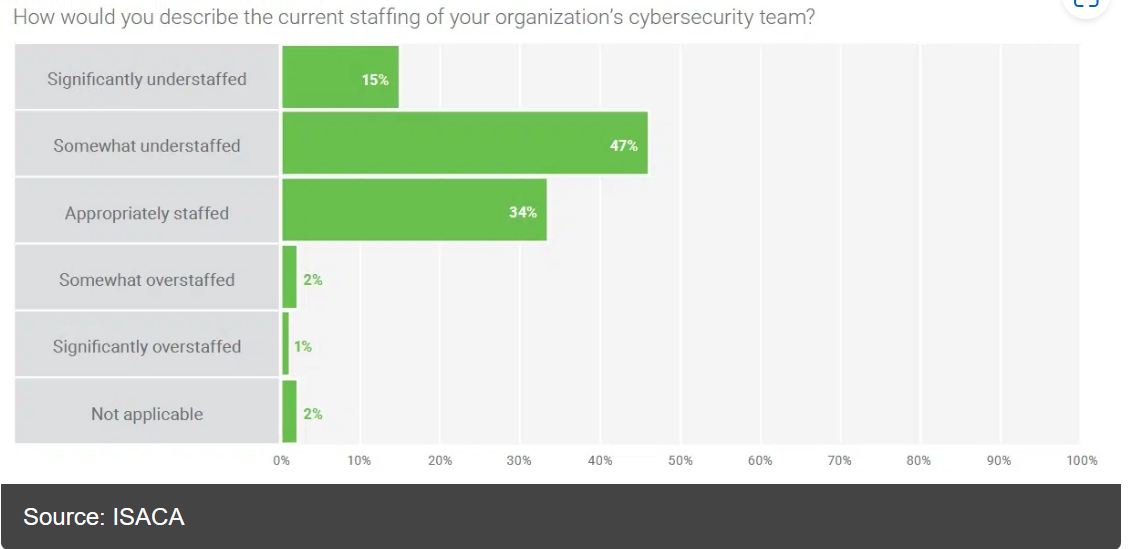 How would you describe the current staffing of your organization’s cybersecurity team?
Significantly understaffed 15%
Somewhat understaffed 47%
Appropriately staffed 34%
Somewhat overstaffed 2%
Significantly overstaffed 1%
Not applicable 2%
0% 10% 20% 30% 40% 50% 60% 70% 80% 90% 100%
Source: ISACA